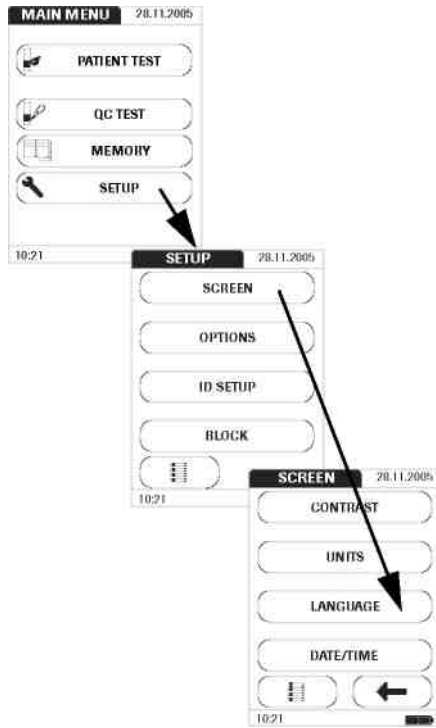 MAIN MENU 28.11.2005
PATIENT TEST
QC TEST
MEMORY
SETUP
10:21
SETUP 28.11.2005
SCREEN
OPTIONS
ID SETUP
BLOCK
10:21
SCREEN 28.11.2005
CONTRAST
UNITS
LANGUAGE
DATE/TIME
10:21